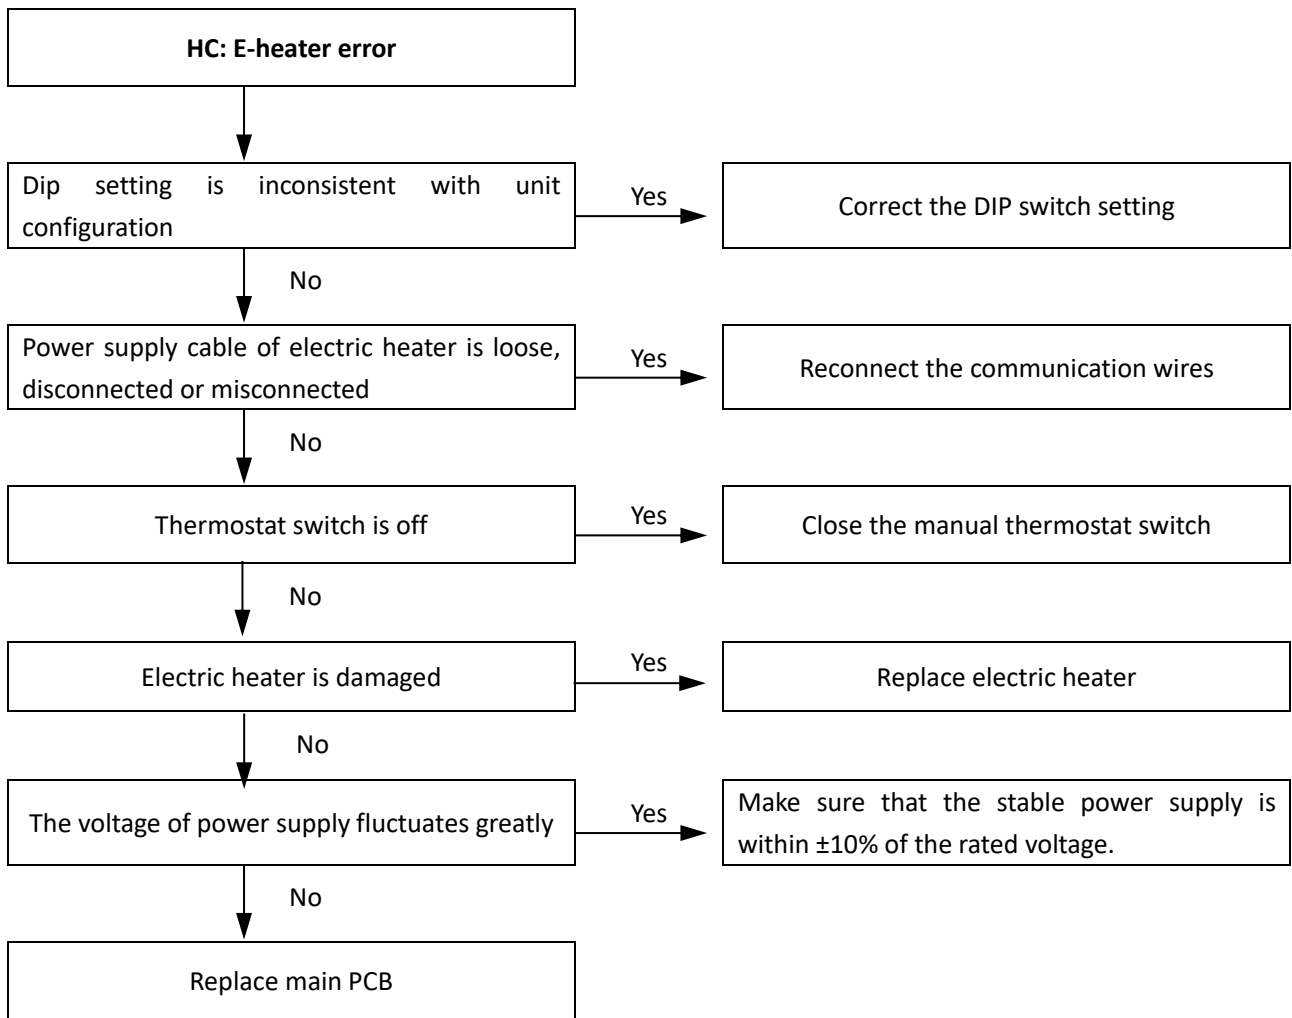 HC: E-heater error
Dip setting is inconsistent with unit
configuration
Yes
Correct the DIP switch setting
No
Power supply cable of electric heater is loose,
disconnected or misconnected
Yes
Reconnect the communication wires
No
Thermostat switch is off
Yes
Close the manual thermostat switch
No
Electric heater is damaged
Yes
Replace electric heater
No
The voltage of power supply fluctuates greatly
Yes
Make sure that the stable power supply is
within ±10% of the rated voltage.
No
Replace main PCB